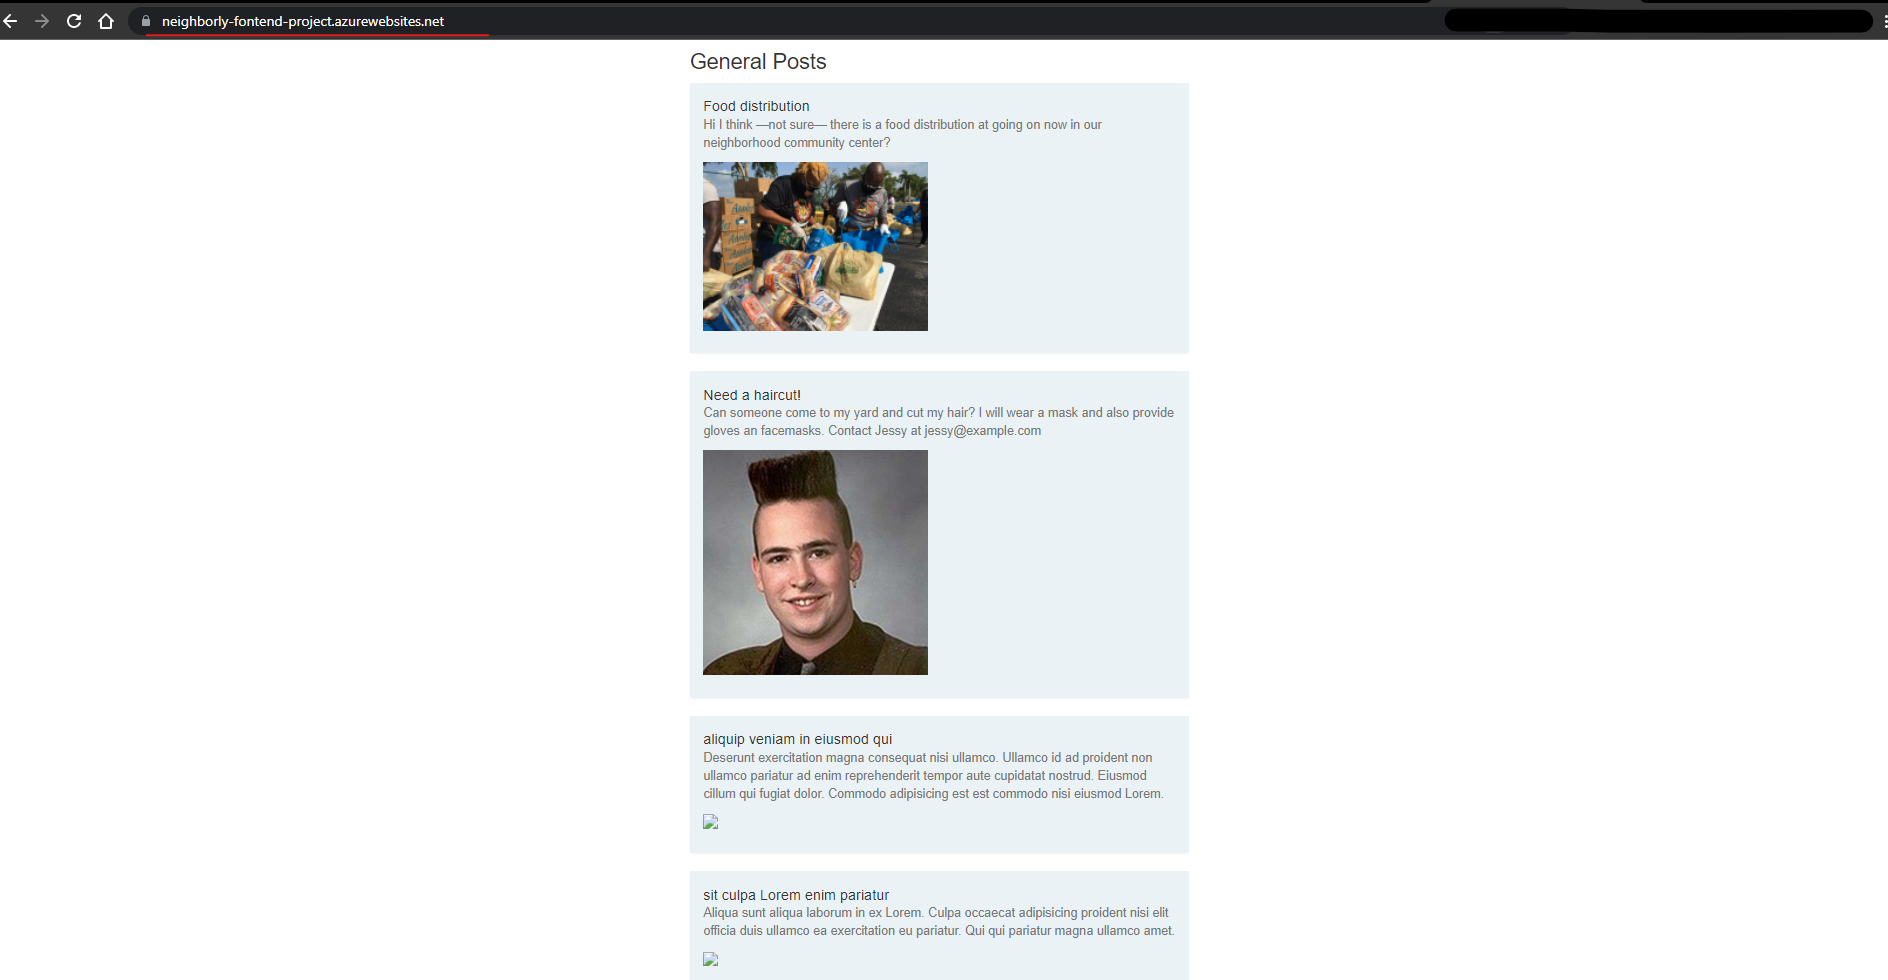 neighborly-fontend-project.azurewebsites.net
General Posts
Food distribution
Hi I think —not sure— there is a food distribution at going on now in our
neighborhood community center?
Need a haircut!
Can someone come to my yard and cut my hair? I will wear a mask and also provide
gloves an facemasks. Contact Jessy at jessy@example.com
aliquip veniam in eiusmod qui
Deserunt exercitation magna consequat nisi ullamco. Ullamco id ad proident non
ullamco pariatur ad enim reprehenderit tempor aute cupidatat nostrud. Eiusmod
cillum qui fugiat dolor. Commodo adipisicing est est commodo nisi eiusmod Lorem.
sit culpa Lorem enim pariatur
Aliqua sunt aliqua laborum in ex Lorem. Culpa occaecat adipisicing proident nisi elit
officia duis ullamco ea exercitation eu pariatur. Qui qui pariatur magna ullamco amet.